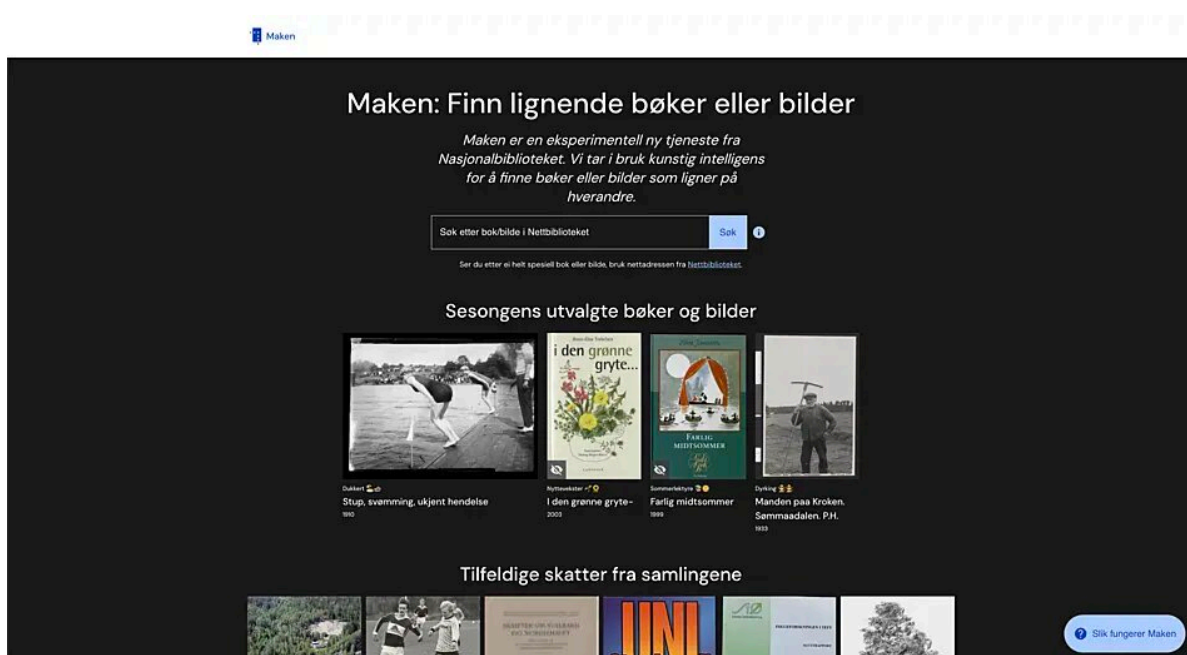 Maken
Maken: Finn lignende bøker eller bilder
Maken er en eksperimentell ny tjeneste fra
Nasjonalbiblioteket. Vi tar i bruk kunstig intelligens
for å finne bøker eller bilder som ligner på
hverandre.
Søk etter bok/bilde i Nettbiblioteket
Søk
Ser du etter ei helt spesiell bok eller bilde, bruk nettadressen fra Nettbiblioteket.
Sesongens utvalgte bøker og bilder
i den grønne
gryte...
FARLIG
MIDTSOMMER
Dukkert
Stup, svømming, ukjent hendelse
1910
Nyttevekster
I den grønne gryte-
2003
Sommerlektyre
Farlig midtsommer
1999
Dyrking
Manden paa Kroken.
Sømmaadalen. P.H.
1933
Tilfeldige skatter fra samlingene
UNI
Slik fungerer Maken